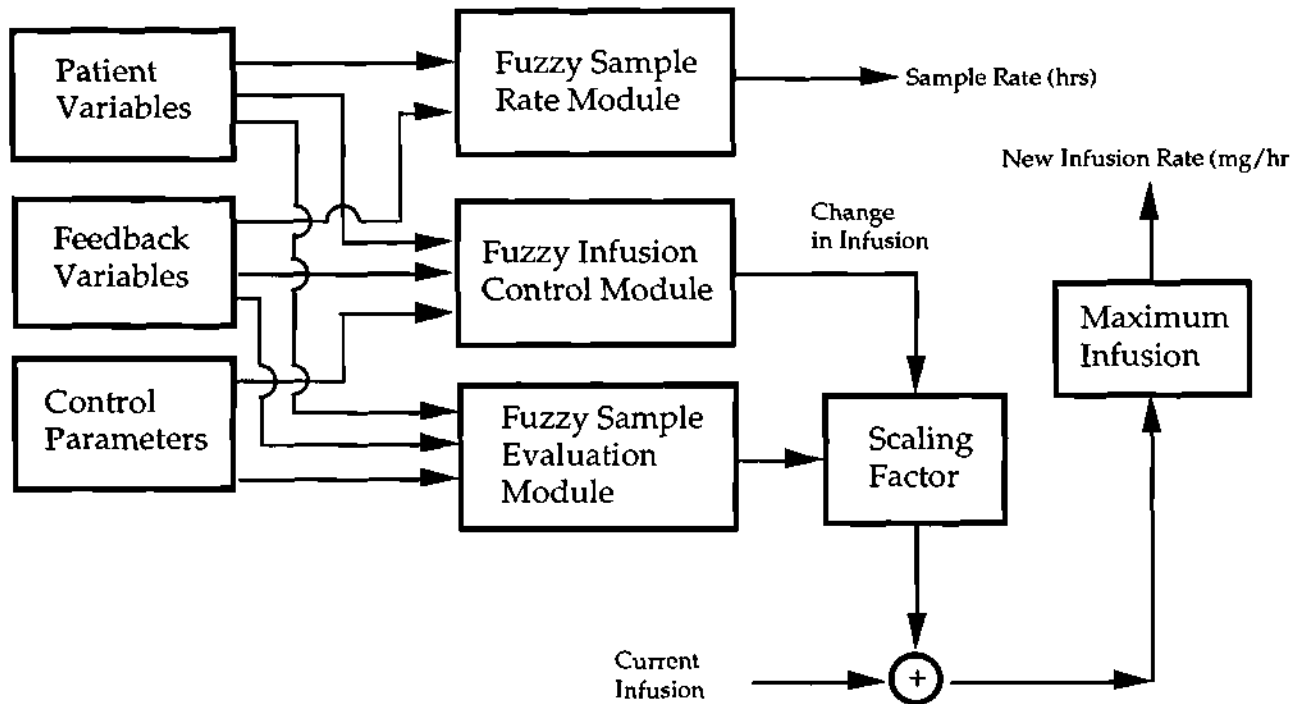 Patient
Variables
Fuzzy Sample
Rate Module
Sample Rate (hrs)
New Infusion Rate (mg/hr
Feedback
Variables
Fuzzy Infusion
Control Module
Change
in Infusion
Maximum
Infusion
Control
Parameters
Fuzzy Sample
Evaluation
Module
Scaling
Factor
Current
Infusion
+